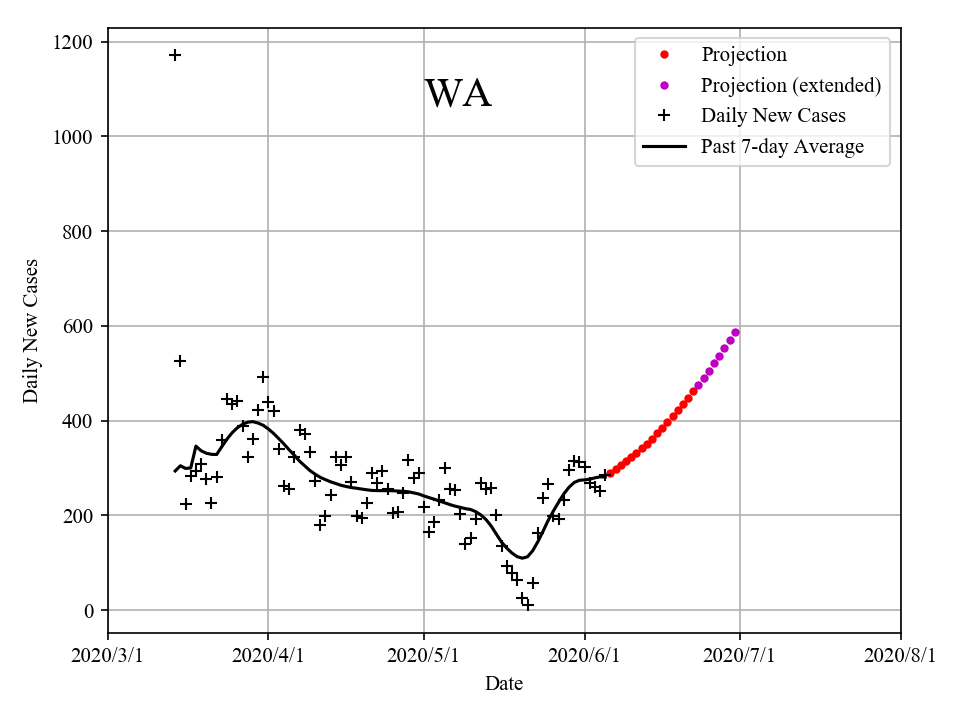 1200
1000
800
600
400
200
0
Daily New Cases
WA
Projection
Projection (extended)
Daily New Cases
Past 7-day Average
2020/3/1 2020/4/1 2020/5/1 2020/6/1 2020/7/1 2020/8/1
Date